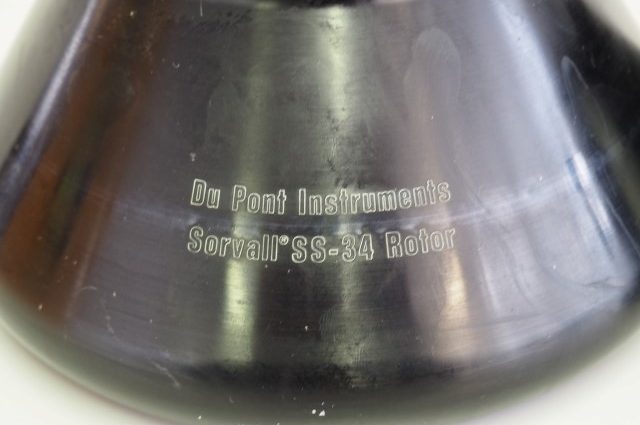 Du Pont Instruments
Sorvall® SS-34 Rotor